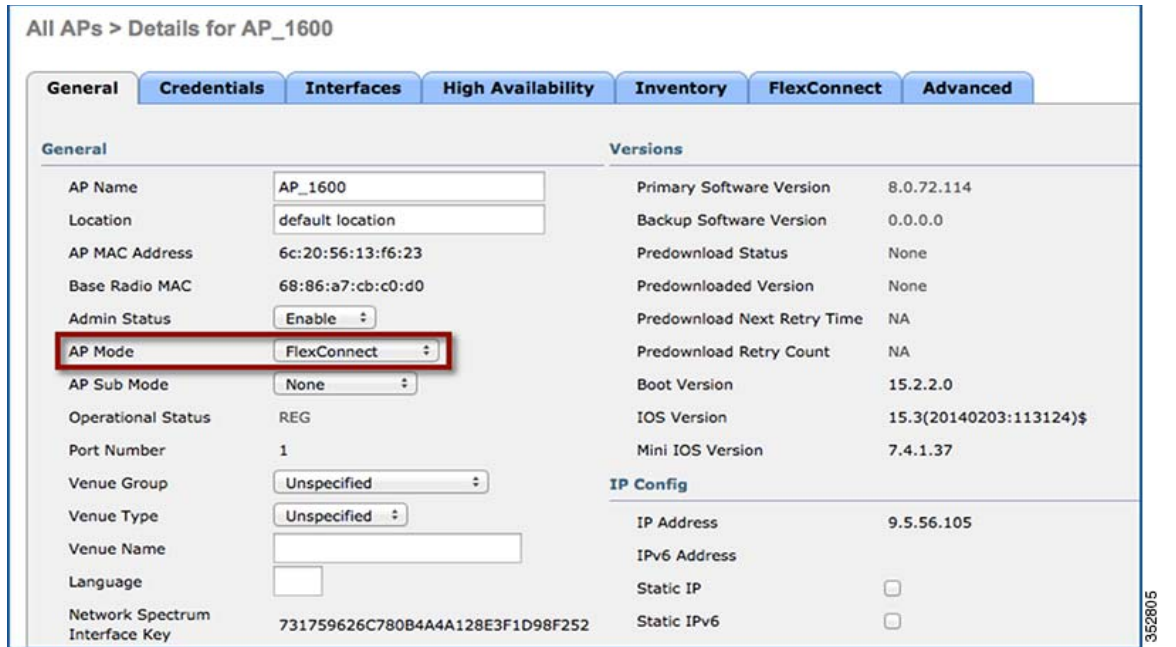 All APs > Details for AP_1600
General Credentials Interfaces High Availability Inventory FlexConnect Advanced
General
AP Name AP_1600
Location default location
AP MAC Address 6c:20:56:13:f6:23
Base Radio MAC 68:86:a7:cb:c0:d0
Admin Status Enable
AP Mode FlexConnect
AP Sub Mode None
Operational Status REG
Port Number 1
Venue Group Unspecified
Venue Type Unspecified
Venue Name
Language
Network Spectrum
Interface Key 731759626C780B4A4A128E3F1D98F252
Versions
Primary Software Version 8.0.72.114
Backup Software Version 0.0.0.0
Predownload Status None
Predownloaded Version None
Predownload Next Retry Time NA
Predownload Retry Count NA
Boot Version 15.2.2.0
IOS Version 15.3(20140203:113124)$
Mini IOS Version 7.4.1.37
IP Config
IP Address 9.5.56.105
IPv6 Address
Static IP
Static IPv6
352805